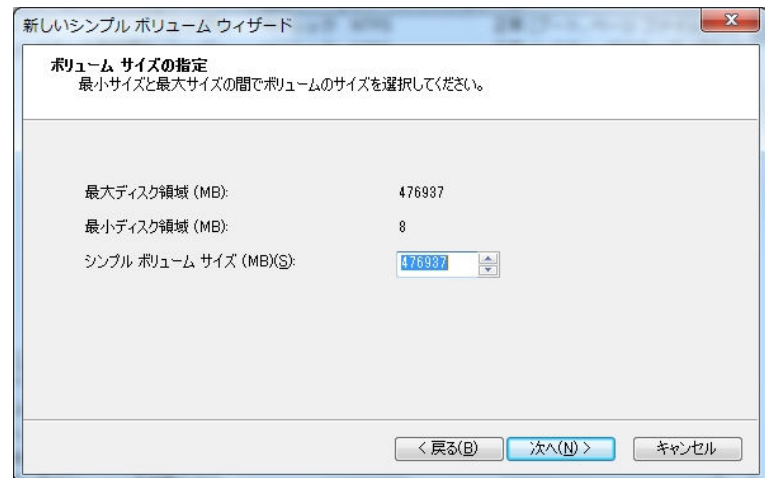 新しいシンプル ボリューム ウィザード
ボリューム サイズの指定
最小サイズと最大サイズの間でボリュームのサイズを選択してください。
最大ディスク領域 (MB): 476937
最小ディスク領域 (MB): 8
シンプル ボリューム サイズ (MB)(S): 476937
< 戻る(B) 次へ(N) > キャンセル